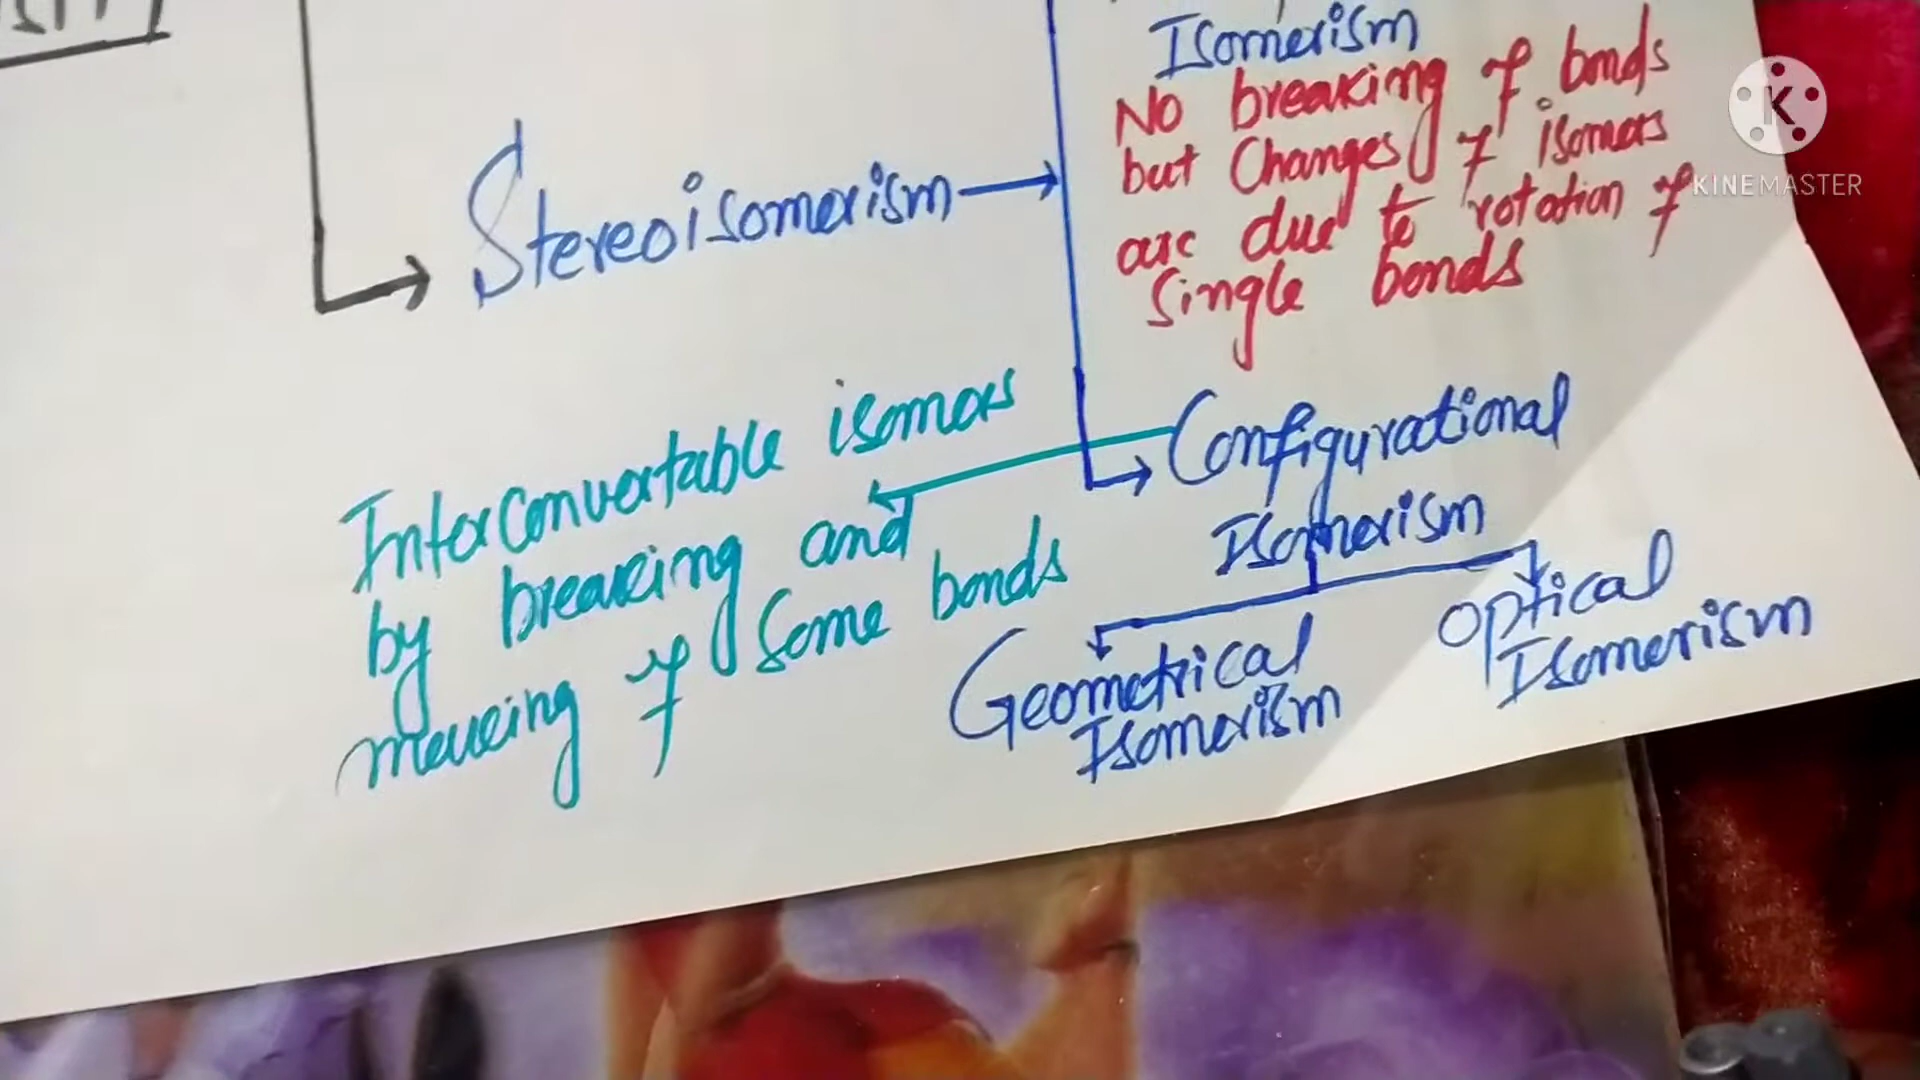 Isomerism
No breaking of bonds
but Changes of isomers
are due to rotation of
Single bonds
KINEMASTER
Stereoisomerism
Interconvertable isomers
by breaking and
of Some bonds
Configurational
Isomerism
Geometrical
Isomerism
Optical
Isomerism